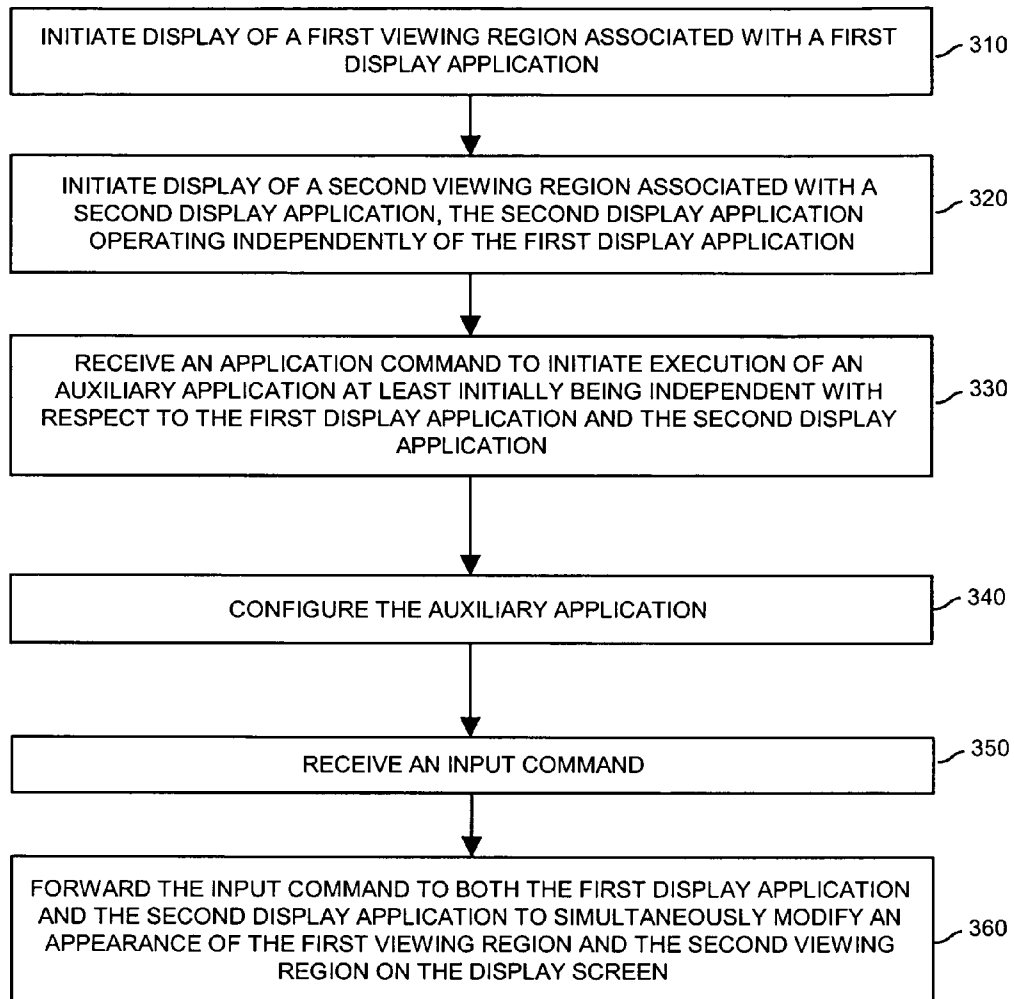 INITIATE DISPLAY OF A FIRST VIEWING REGION ASSOCIATED WITH A FIRST
DISPLAY APPLICATION
310
INITIATE DISPLAY OF A SECOND VIEWING REGION ASSOCIATED WITH A
SECOND DISPLAY APPLICATION, THE SECOND DISPLAY APPLICATION
OPERATING INDEPENDENTLY OF THE FIRST DISPLAY APPLICATION
320
RECEIVE AN APPLICATION COMMAND TO INITIATE EXECUTION OF AN
AUXILIARY APPLICATION AT LEAST INITIALLY BEING INDEPENDENT WITH
RESPECT TO THE FIRST DISPLAY APPLICATION AND THE SECOND DISPLAY
APPLICATION
330
CONFIGURE THE AUXILIARY APPLICATION
340
RECEIVE AN INPUT COMMAND
350
FORWARD THE INPUT COMMAND TO BOTH THE FIRST DISPLAY APPLICATION
AND THE SECOND DISPLAY APPLICATION TO SIMULTANEOUSLY MODIFY AN
APPEARANCE OF THE FIRST VIEWING REGION AND THE SECOND VIEWING
REGION ON THE DISPLAY SCREEN
360